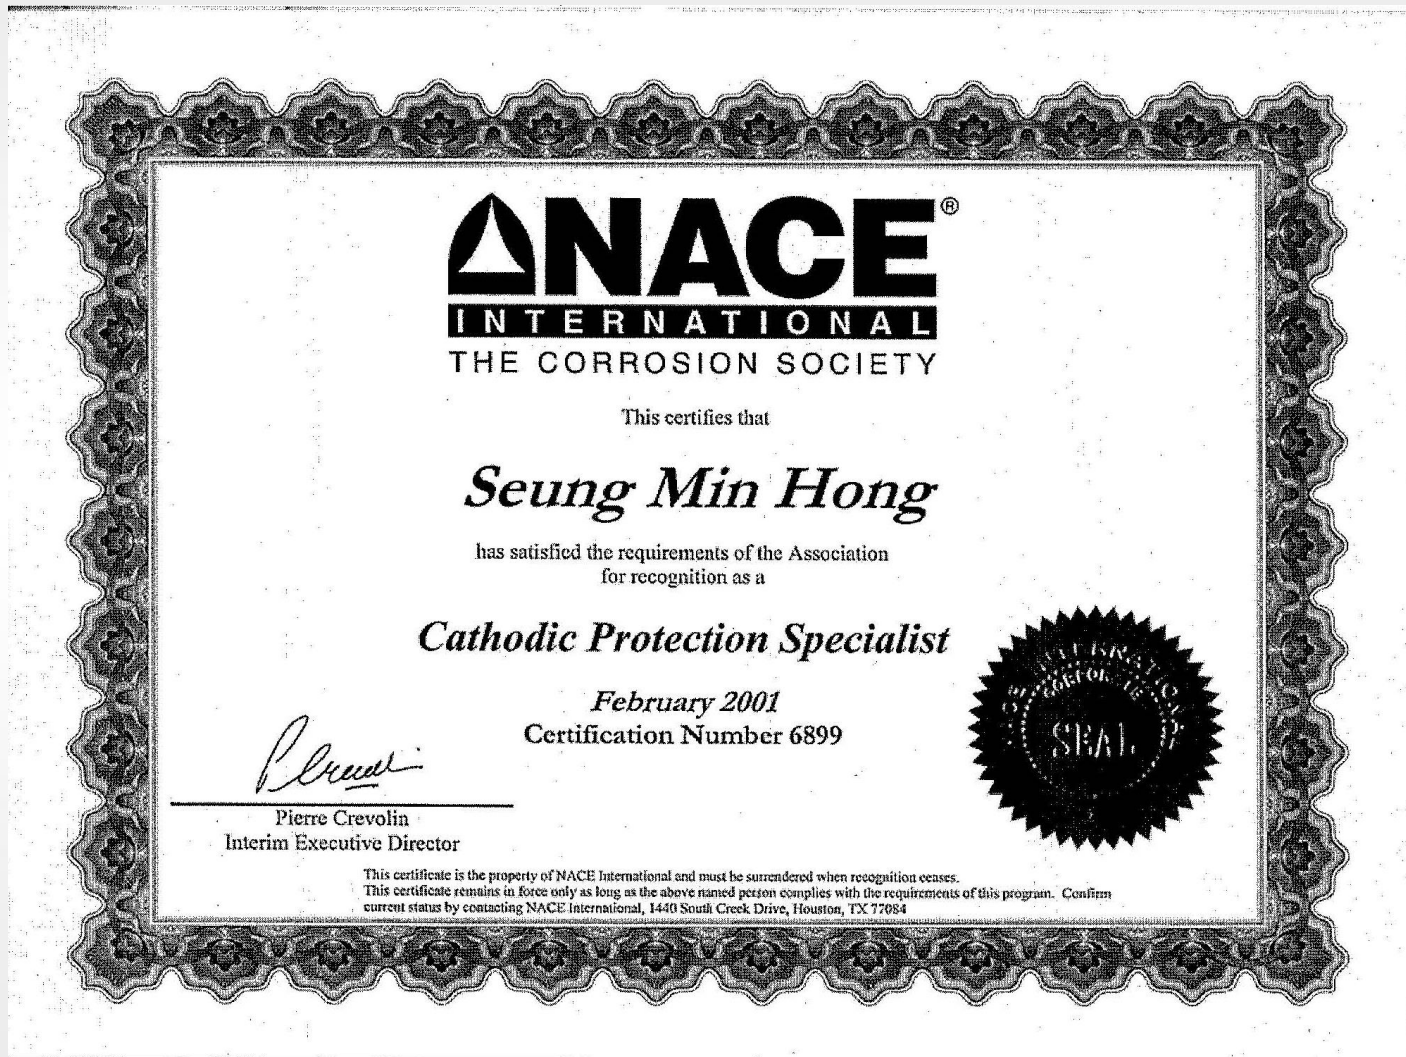 NACE®
INTERNATIONAL
THE CORROSION SOCIETY
This certifies that
Seung Min Hong
has satisfied the requirements of the Association
for recognition as a
Cathodic Protection Specialist
February 2001
Certification Number 6899
INTERNATIONAL
CORPORATE
SEAL
Pierre Crevolin
Interim Executive Director
This certificate is the property of NACE International and must be surrendered when recognition ceases.
This certificate remains in force only as long as the above named person complies with the requirements of this program. Confirm
current status by contacting NACE International, 1440 South Creek Drive, Houston, TX 77084